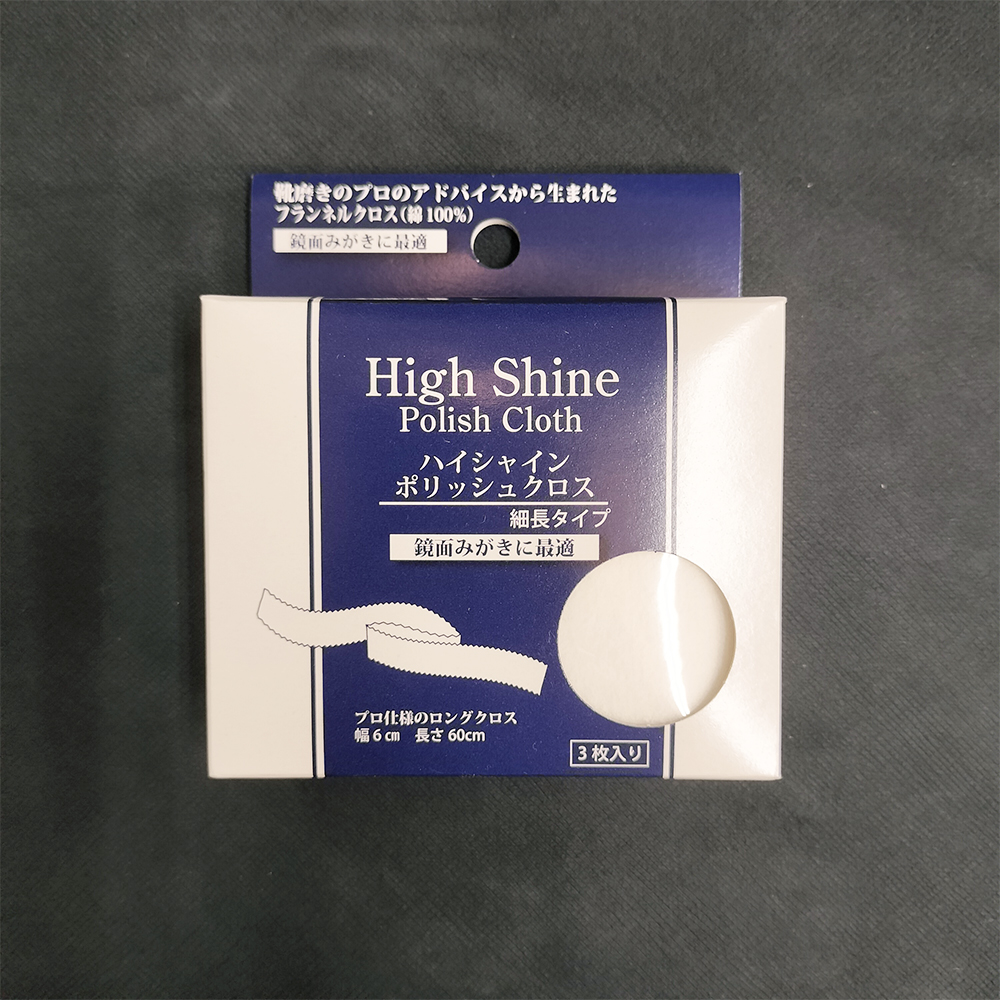 靴磨きのプロのアドバイスから生まれた
フランネルクロス(綿100%)
鏡面みがきに最適
High Shine
Polish Cloth
ハイシャイン
ポリッシュクロス
細長タイプ
鏡面みがきに最適
プロ仕様のロングクロス
幅6㎝ 長さ60cm
3枚入り